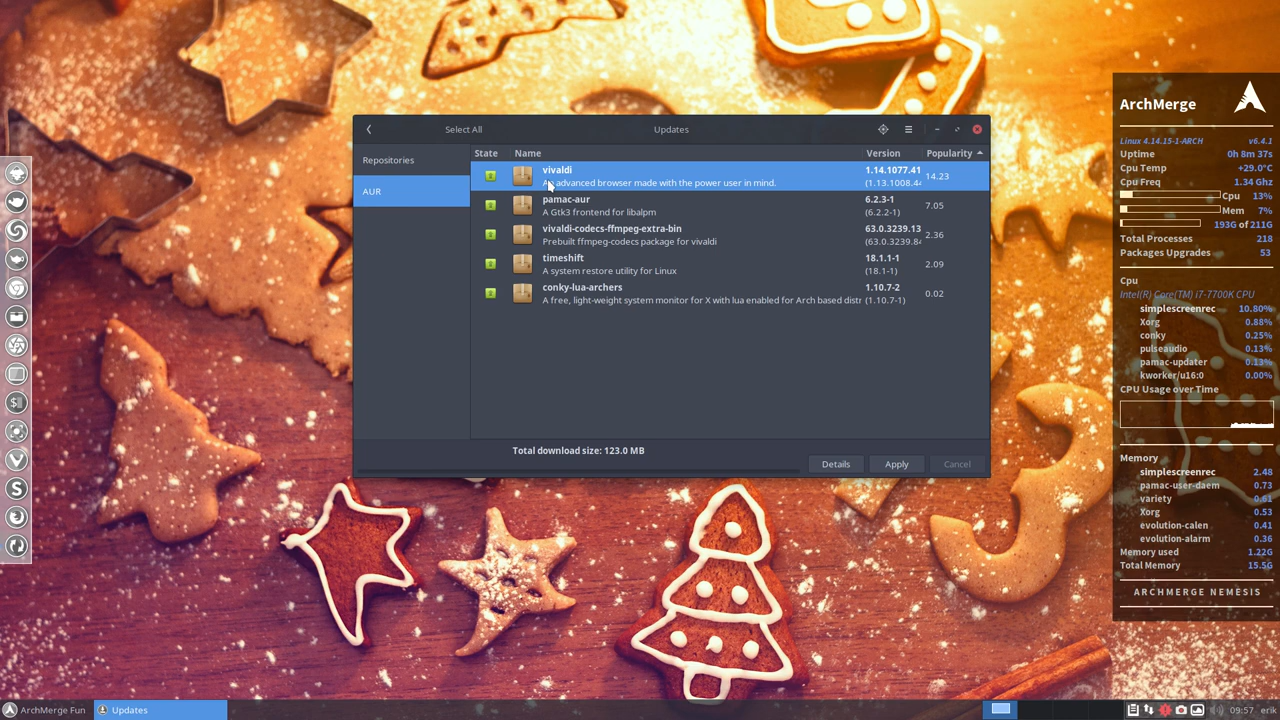 Select All
Updates
Repositories
AUR
State Name Version Popularity
vivaldi 1.14.1077.41
advanced browser made with the power user in mind. (1.13.1008.4 14.23
pamac-aur 6.2.3-1
A Gtk3 frontend for libalpm (6.2.2-1) 7.05
vivaldi-codecs-ffmpeg-extra-bin 63.0.3239.13
Prebuilt ffmpeg-codecs package for vivaldi (63.0.3239.84 2.36
timeshift 18.1.1-1
A system restore utility for Linux (18.1-1) 2.09
conky-lua-archers 1.10.7-2
A free, light-weight system monitor for X with lua enabled for Arch based distr (1.10.7-1) 0.02
Total download size: 123.0 MB
Details Apply Cancel
ArchMerge
Linux 4.14.15-1-ARCH v6.4.1
Uptime 0h 8m 37s
Cpu Temp +29.0°C
Cpu Freq 1.34 Ghz
Cpu 13%
Mem 7%
193G of 211G
Total Processes 218
Packages Upgrades 53
Cpu
Intel(R) Core(TM) i7-7700K CPU
simplescreenrec 10.80%
Xorg 0.88%
conky 0.25%
pulseaudio 0.13%
pamac-updater 0.13%
kworker/u16:0 0.00%
CPU Usage over Time
Memory
simplescreenrec 2.48
pamac-user-daem 0.73
variety 0.61
Xorg 0.53
evolution-calen 0.41
evolution-alarm 0.36
Memory used 1.22G
Total Memory 15.5G
ARCHMERGE NEMESIS
ArchMerge Fun
Updates
09:57 erik